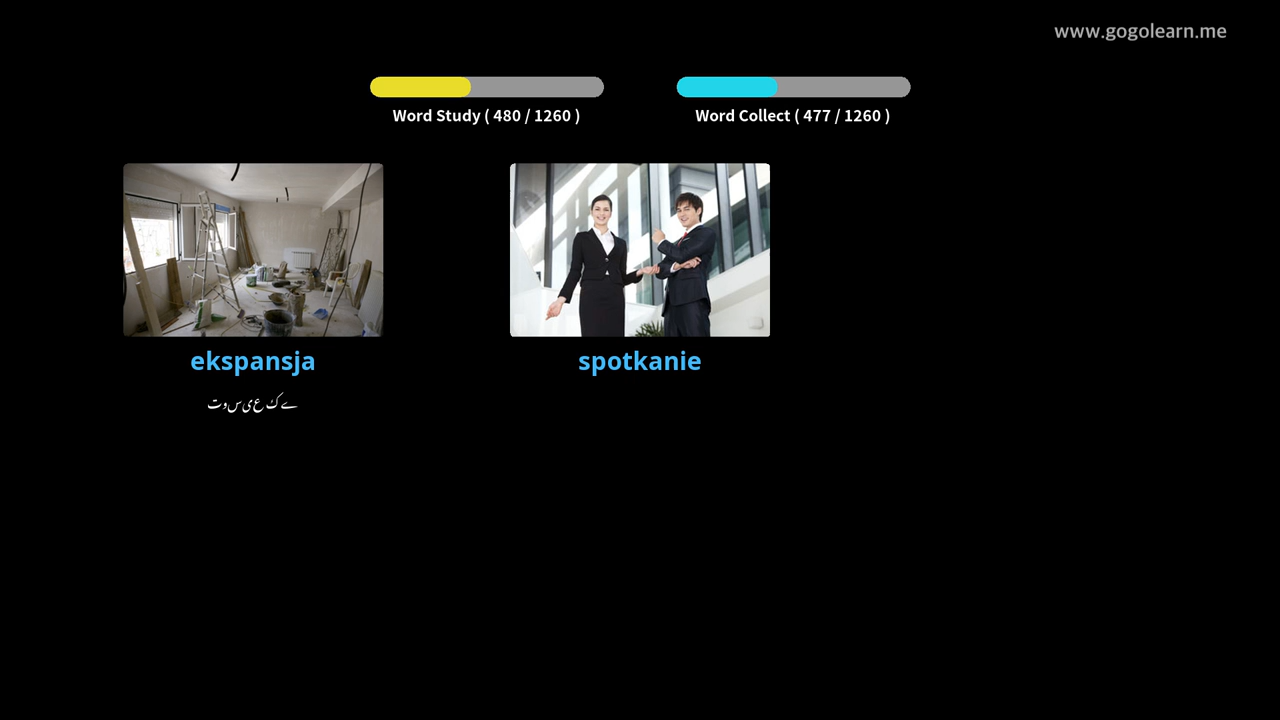 www.gogolearn.me
Word Study ( 480 / 1260 )
Word Collect ( 477 / 1260 )
ekspansja
ے ک ع ی س و ت
spotkanie